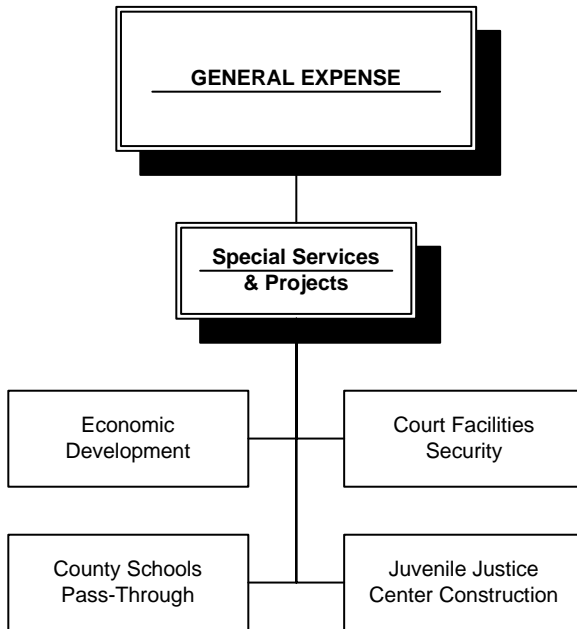 GENERAL EXPENSE
Special Services
& Projects
Economic
Development
Court Facilities
Security
County Schools
Pass-Through
Juvenile Justice
Center Construction